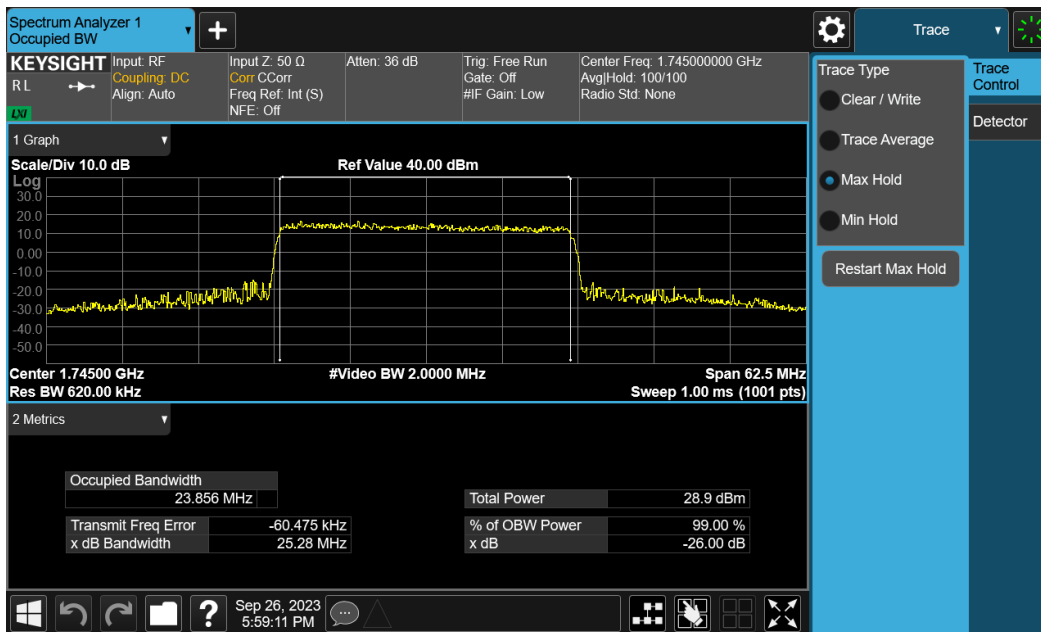 Spectrum Analyzer 1
Occupied BW
Trace
KEYSIGHT
RL
LXI
Input: RF
Coupling: DC
Align: Auto
Input Z: 50 Ω
Corr CCorr
Freq Ref: Int (S)
NFE: Off
Atten: 36 dB
Trig: Free Run
Gate: Off
#IF Gain: Low
Center Freq: 1.745000000 GHz
Avg|Hold: 100/100
Radio Std: None
1 Graph
Scale/Div 10.0 dB
Ref Value 40.00 dBm
Log
30.0
20.0
10.0
0.00
-10.0
-20.0
-30.0
-40.0
-50.0
Center 1.74500 GHz
#Video BW 2.0000 MHz
Span 62.5 MHz
Res BW 620.00 kHz
Sweep 1.00 ms (1001 pts)
2 Metrics
Occupied Bandwidth
23.856 MHz
Total Power 28.9 dBm
Transmit Freq Error -60.475 kHz
% of OBW Power 99.00 %
x dB Bandwidth 25.28 MHz
x dB -26.00 dB
Trace Type
Clear / Write
Trace Average
Max Hold
Min Hold
Restart Max Hold
Trace
Control
Detector
?
Sep 26, 2023
5:59:11 PM